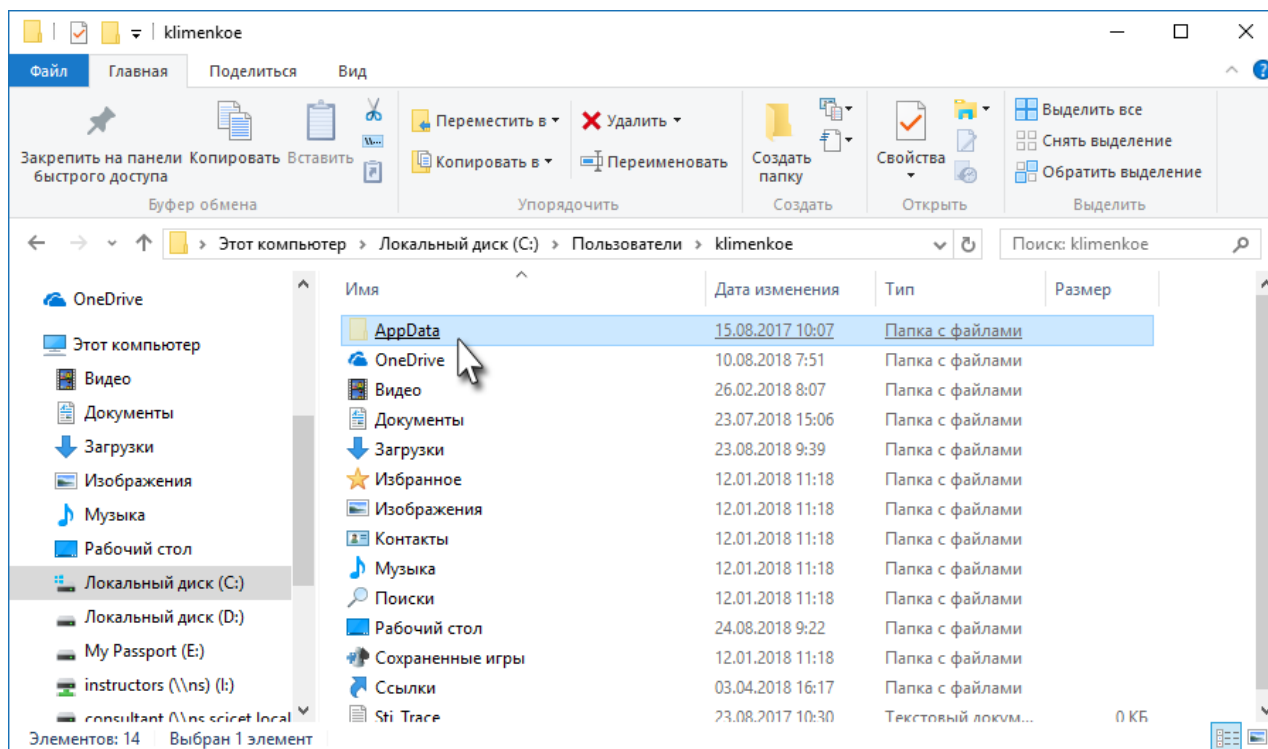 klimenkoe
Файл Главная Поделиться Вид
Закрепить на панели быстрого доступа Копировать Вставить
Переместить в Удалить
Копировать в Переименовать
Создать папку
Свойства
Выделить все
Снять выделение
Обратить выделение
Буфер обмена Упорядочить Создать Открыть Выделить
Этот компьютер > Локальный диск (C:) > Пользователи > klimenkoe
Поиск: klimenkoe
OneDrive
Этот компьютер
Видео
Документы
Загрузки
Изображения
Музыка
Рабочий стол
Локальный диск (C:)
Локальный диск (D:)
My Passport (E:)
instructors (\\ns) (I:)
consultant (\\ns.scicet.local
Имя Дата изменения Тип Размер
AppData 15.08.2017 10:07 Папка с файлами
OneDrive 10.08.2018 7:51 Папка с файлами
Видео 26.02.2018 8:07 Папка с файлами
Документы 23.07.2018 15:06 Папка с файлами
Загрузки 23.08.2018 9:39 Папка с файлами
Избранное 12.01.2018 11:18 Папка с файлами
Изображения 12.01.2018 11:18 Папка с файлами
Контакты 12.01.2018 11:18 Папка с файлами
Музыка 12.01.2018 11:18 Папка с файлами
Поиски 12.01.2018 11:18 Папка с файлами
Рабочий стол 24.08.2018 9:22 Папка с файлами
Сохраненные игры 12.01.2018 11:18 Папка с файлами
Ссылки 03.04.2018 16:17 Папка с файлами
Sti_Trace 23.08.2017 10:30 Текстовый докум... 0 КБ
Элементов: 14 Выбран 1 элемент